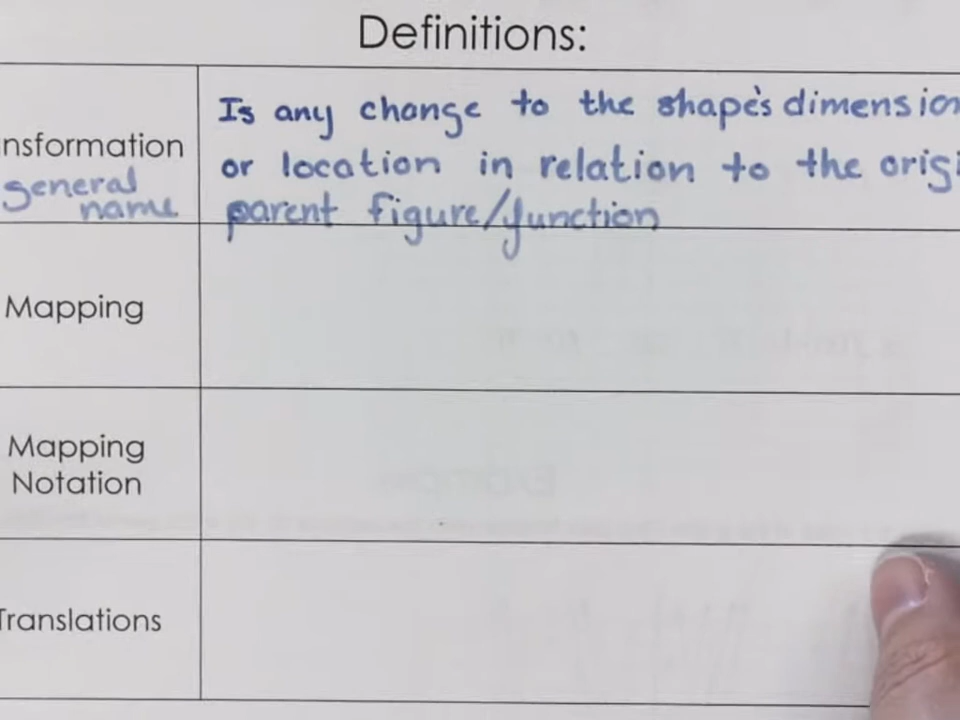 Definitions:
nsformation
general
name
Is any change to the shape's dimension
or location in relation to the origi
parent figure/function
Mapping
Mapping
Notation
Translations